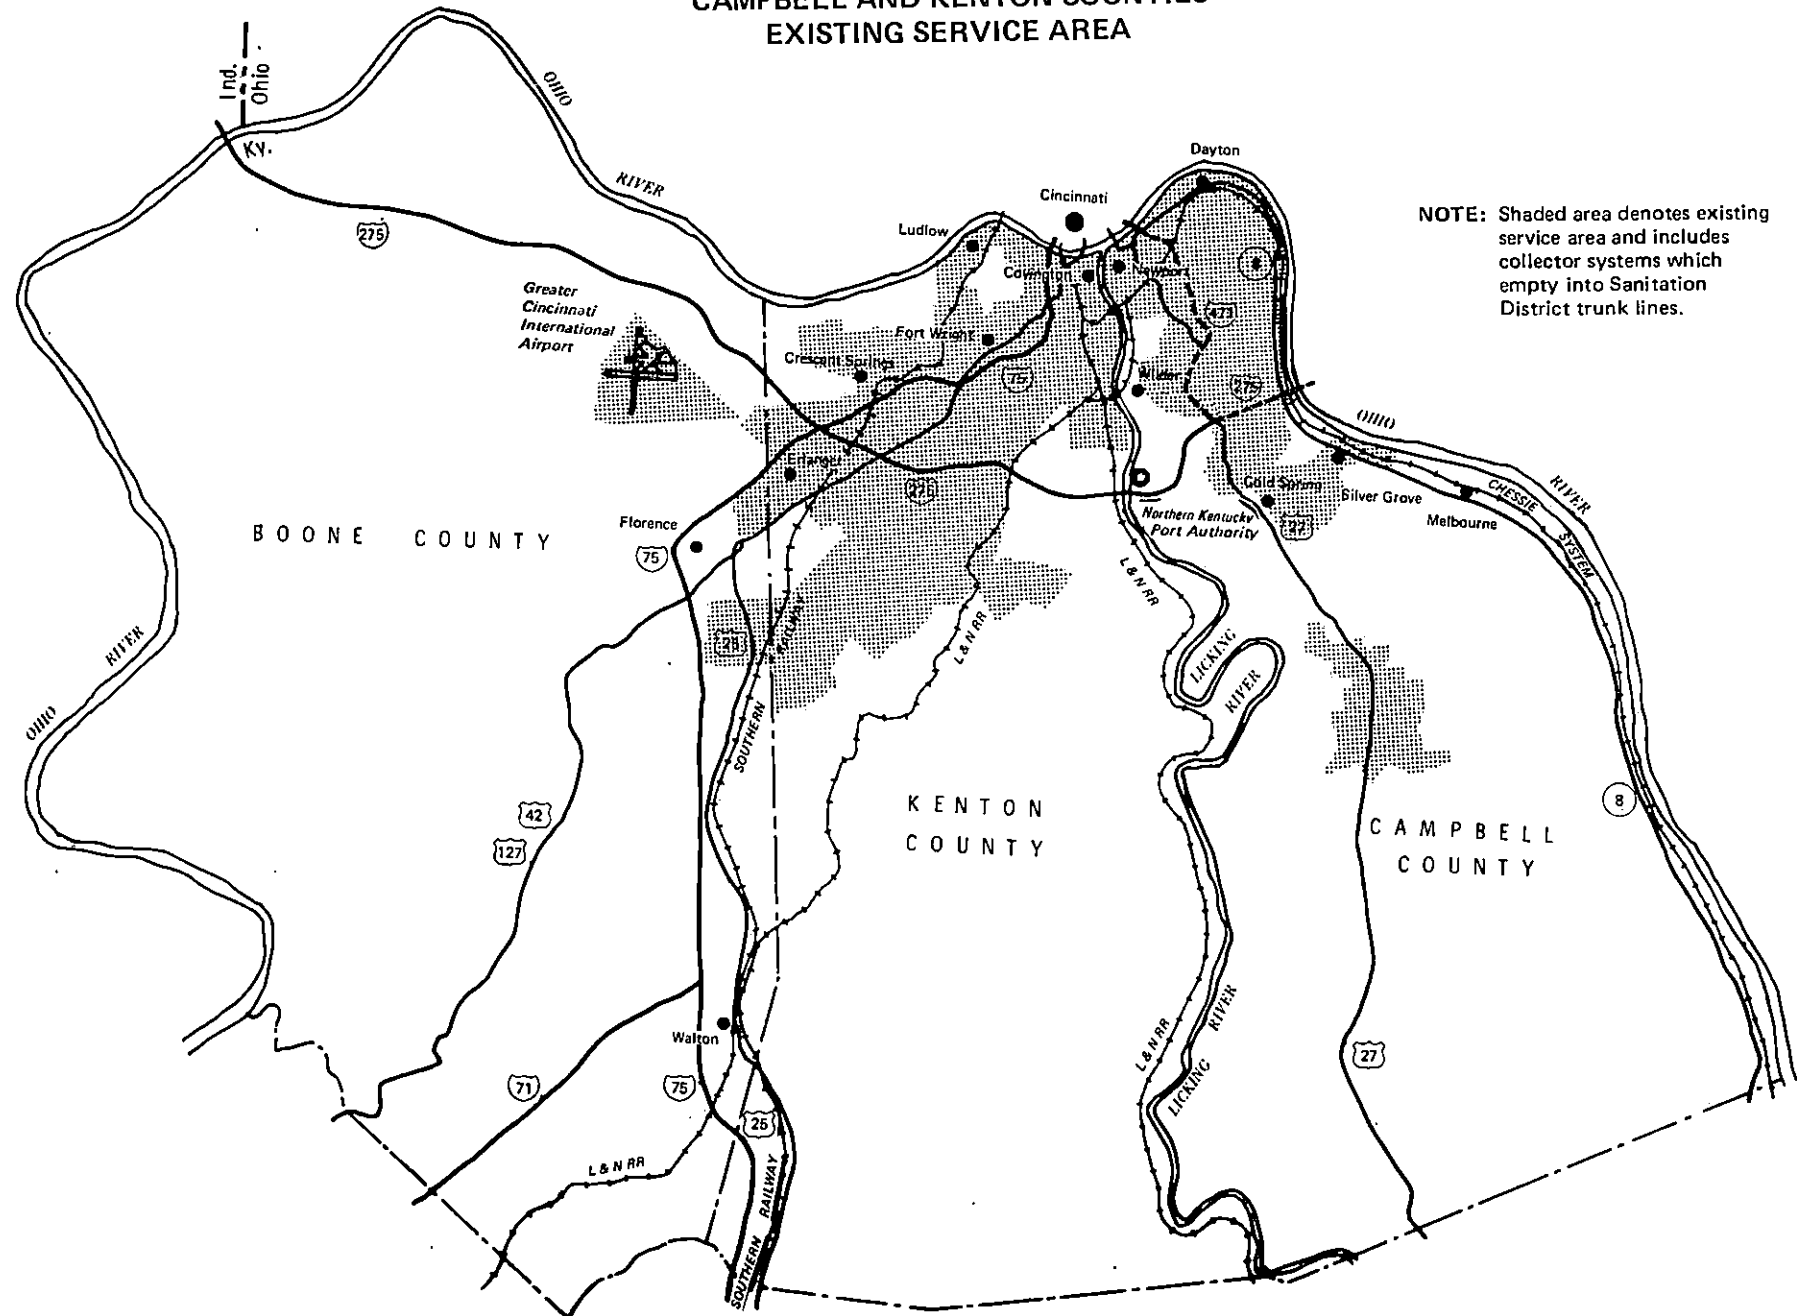 CAMPBELL AND KENTON COUNTIES
EXISTING SERVICE AREA
Ind.
Ohio
Ky.
OHIO
RIVER
275
Dayton
Cincinnati
Ludlow
Covington
Newport
8
471
NOTE: Shaded area denotes existing
service area and includes
collector systems which
empty into Sanitation
District trunk lines.
Greater
Cincinnati
International
Airport
Fort Wright
Crescent Springs
75
Wilder
275
OHIO
RIVER
Erlanger
275
Cold Spring
Silver Grove
Melbourne
CHESSIE
SYSTEM
27
Northern Kentucky
Port Authority
Florence
75
BOONE COUNTY
L & N RR
L & N RR
25
RAILWAY
SOUTHERN
LICKING
RIVER
RIVER
OHIO
42
127
KENTON
COUNTY
CAMPBELL
COUNTY
8
Walton
71
75
25
L & N RR
RIVER
LICKING
27
L & N RR
SOUTHERN RAILWAY